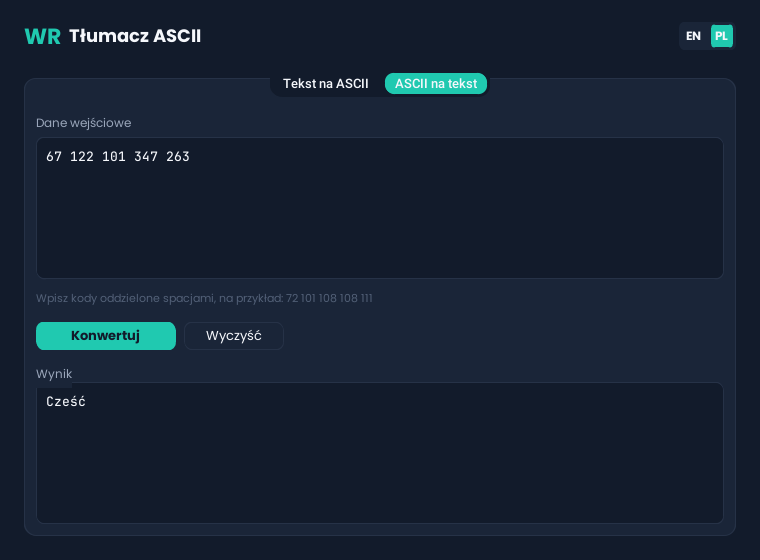 WR Tłumacz ASCII
EN PL
Tekst na ASCII ASCII na tekst
Dane wejściowe
67 122 101 347 263
Wpisz kody oddzielone spacjami, na przykład: 72 101 108 108 111
Konwertuj Wyczyść
Wynik
Cześć